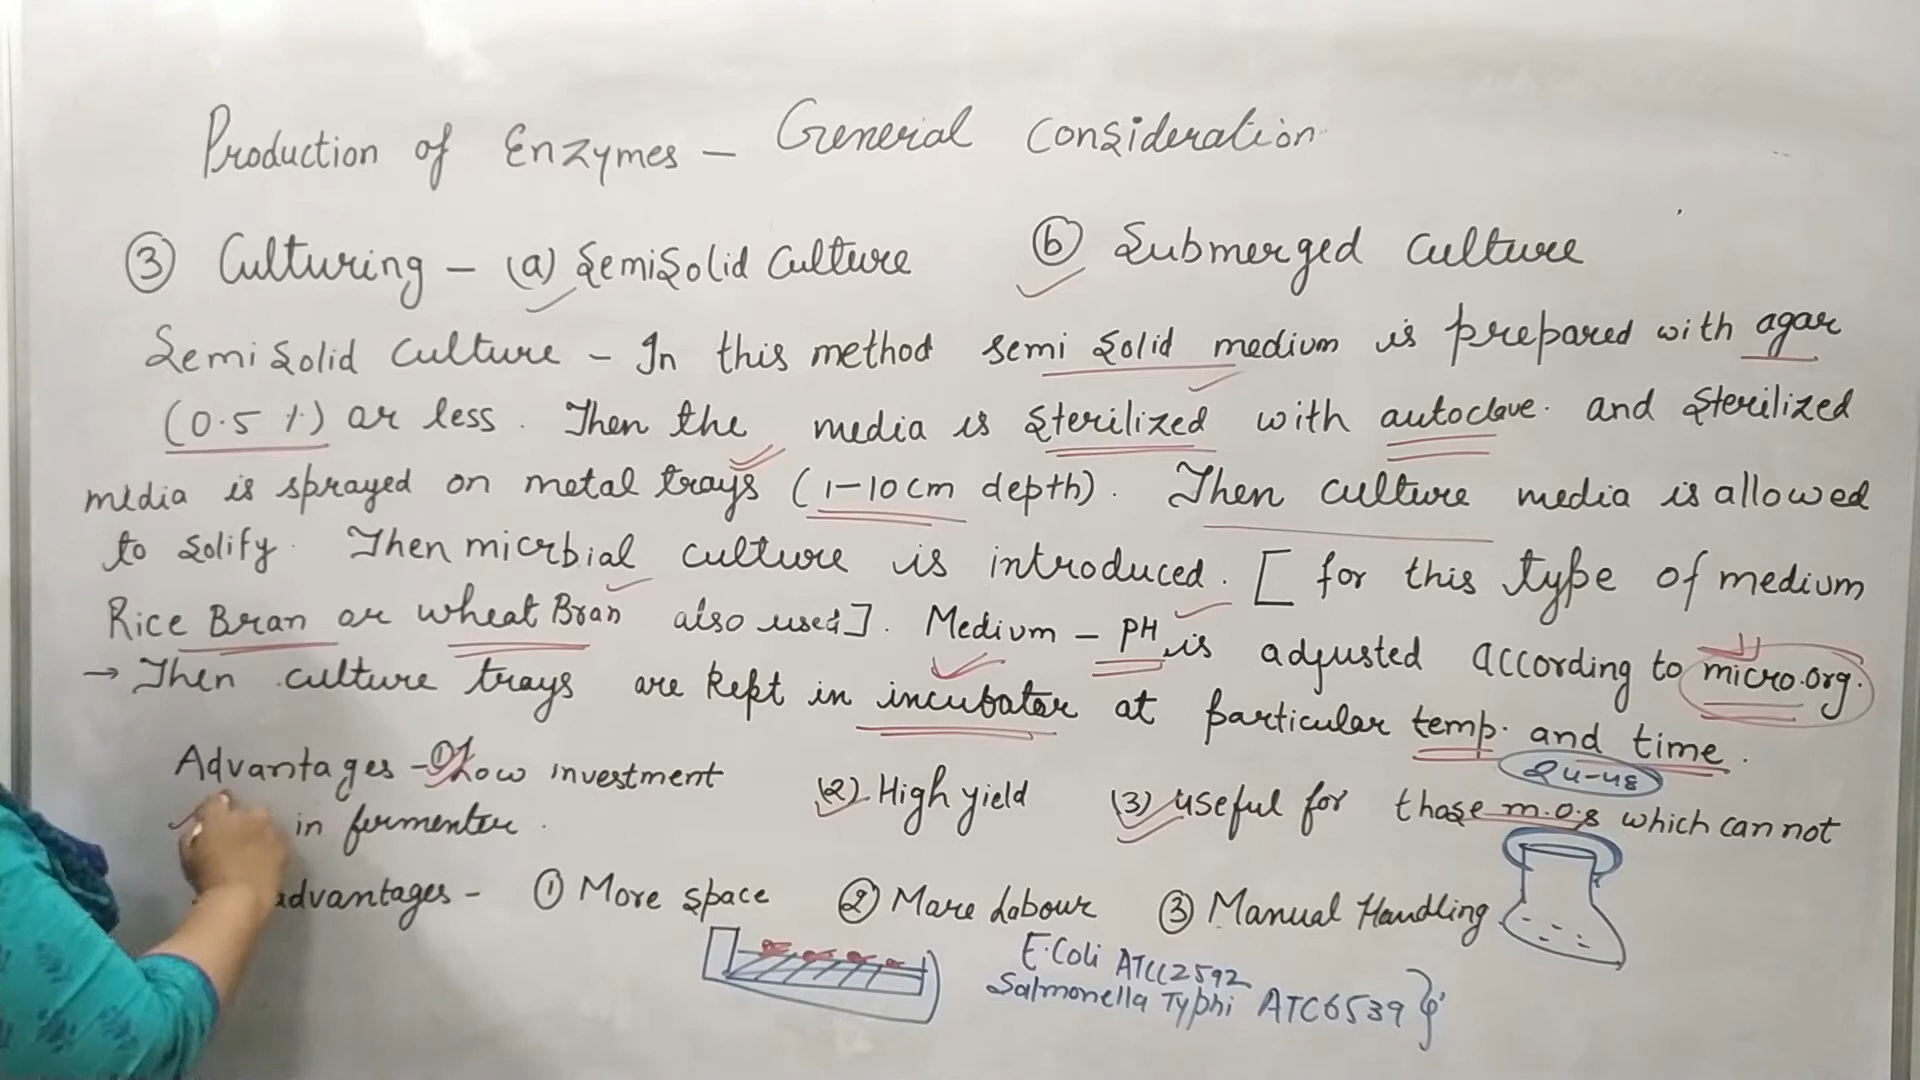 Production of Enzymes - General Consideration
③ Culturing - (a) Semisolid Culture ⓑ Submerged Culture
Semisolid Culture - In this method semi solid medium is prepared with agar
(0.5 %) or less. Then the media is sterilized with autoclave. and sterilized
media is sprayed on metal trays (1-10 cm depth). Then culture media is allowed
to solify. Then micrbial culture is introduced. [ for this type of medium
Rice Bran or wheat Bran also used]. Medium - PH is adjusted according to micro.org.
→ Then culture trays are kept in incubator at particular temp. and time.
24-48
Advantages - ① Low investment (2) High yield (3) useful for those m.o.s which can not
in fermenter.
advantages - ① More space ② More Labour ③ Manual Handling
E.Coli ATCC2592
Salmonella Typhi ATC6539